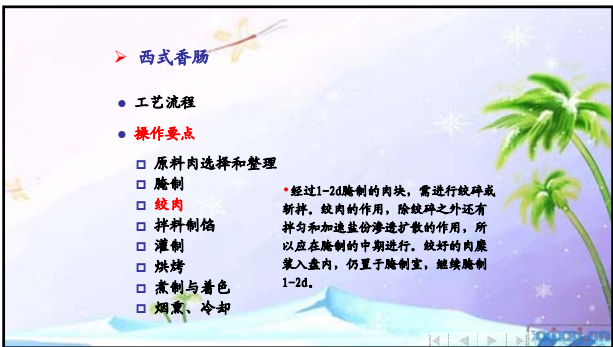 西式香肠
工艺流程
操作要点
原料肉选择和整理
腌制
绞肉
拌料制馅
灌制
烘烤
煮制与着色
烟熏、冷却
•经过1-2d腌制的肉块，需进行绞碎或
斩拌。绞肉的作用，除绞碎之外还有
拌匀和加速盐份渗透扩散的作用，所
以应在腌制的中期进行。绞好的肉糜
装入盘内，仍置于腌制室，继续腌制
1-2d。